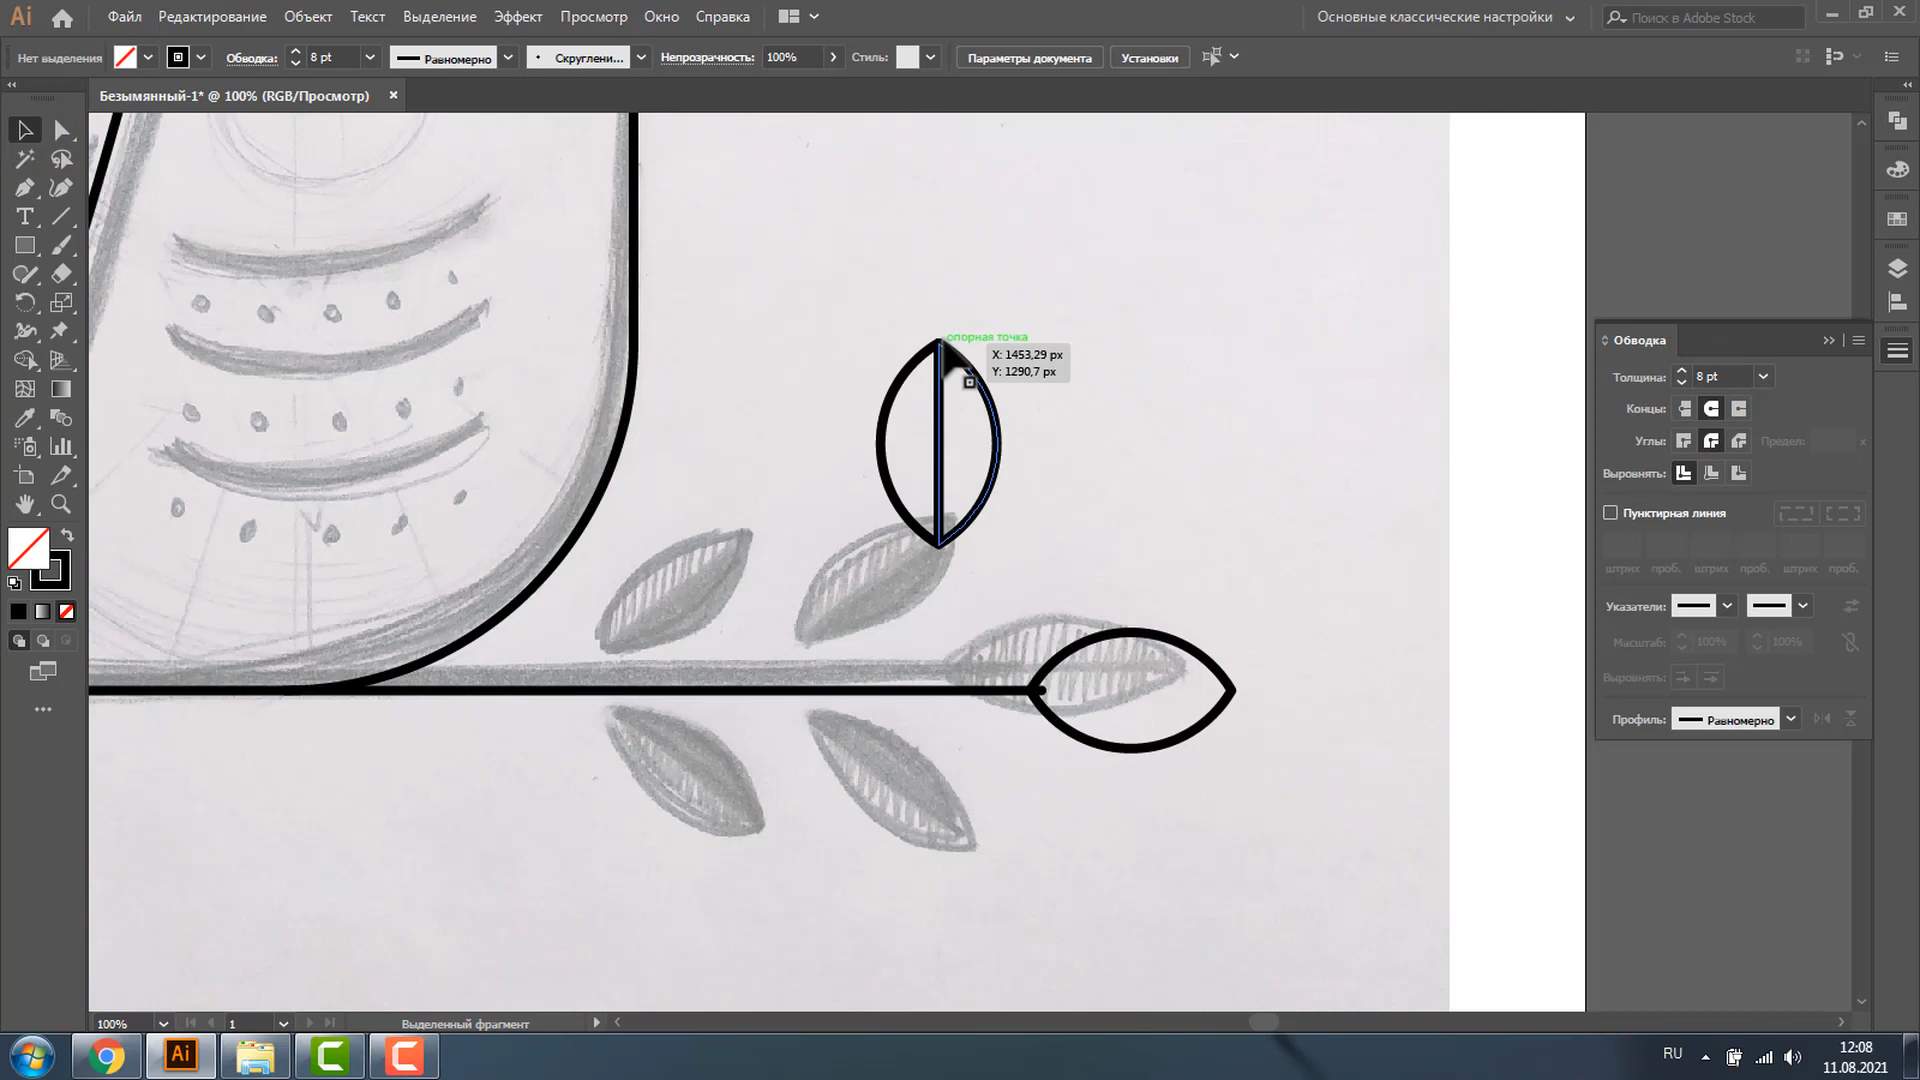 Ai Файл Редактирование Объект Текст Выделение Эффект Просмотр Окно Справка Основные классические настройки Поиск в Adobe Stock
Нет выделения Обводка: 8 pt Равномерно Скруглени... Непрозрачность: 100% Стиль: Параметры документа Установки
Безымянный-1* @ 100% (RGB/Просмотр)
опорная точка
X: 1453,29 px
Y: 1290,7 px
Обводка
Толщина: 8 pt
Концы:
Углы: Предел: x
Выровнять:
Пунктирная линия
штрих проб. штрих проб. штрих проб.
Указатели:
Масштаб: 100% 100%
Выровнять:
Профиль: Равномерно
100% 1 Выделенный фрагмент
Ai
RU
12:08
11.08.2021